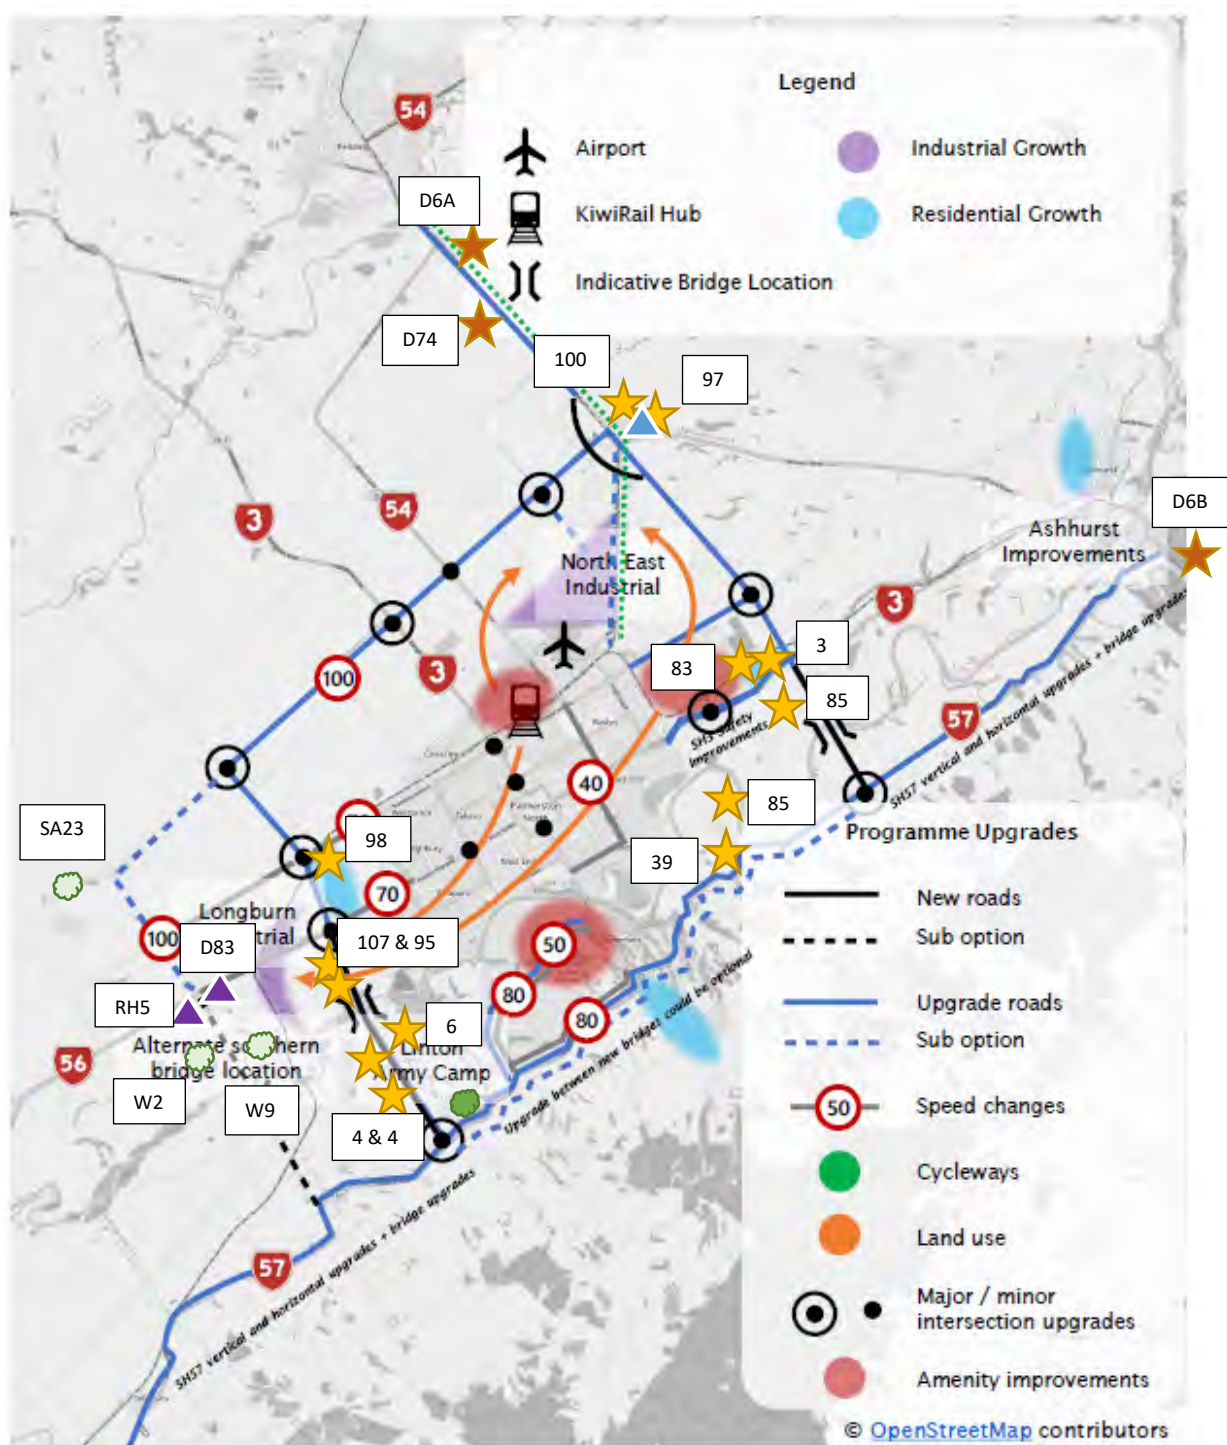 Legend
Airport
Industrial Growth
KiwiRail Hub
Residential Growth
Indicative Bridge Location
54
D6A
D74
100
97
3
54
3
100
North East
Industrial
Ashhurst
Improvements
D6B
3
83
3
85
SH3 Safety
Improvements
57
SH57 vertical and horizontal upgrades + bridge upgrades
40
Palmerston
North
85
39
SA23
98
70
Longburn
100
D83
107 & 95
50
80
80
RH5
6
56
Alternate southern
bridge location
Linton
Army Camp
W2
W9
4 & 4
Upgrade between new bridges could be optional
57
SH57 vertical and horizontal upgrades + bridge upgrades
Programme Upgrades
New roads
Sub option
Upgrade roads
Sub option
50
Speed changes
Cycleways
Land use
Major / minor
intersection upgrades
Amenity improvements
© OpenStreetMap contributors